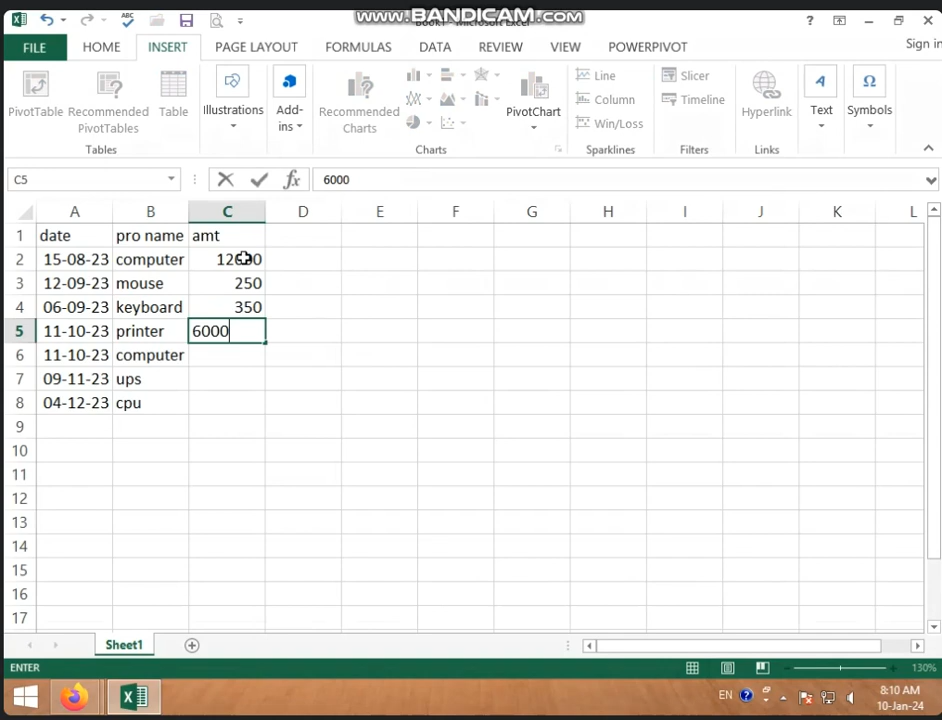 www.BANDICAM.com
ABC
?
FILE HOME INSERT PAGE LAYOUT FORMULAS DATA REVIEW VIEW POWERPIVOT Sign in
PivotTable
Recommended
PivotTables
Table
Tables
Illustrations
Add-
ins
Recommended
Charts
PivotChart
Charts
Line
Column
Win/Loss
Sparklines
Slicer
Timeline
Filters
Hyperlink
Links
A
Text
Ω
Symbols
C5 fx 6000
A B C D E F G H I J K L
1 date pro name amt
2 15-08-23 computer
3 12-09-23 mouse 250
4 06-09-23 keyboard 350
5 11-10-23 printer 6000
6 11-10-23 computer
7 09-11-23 ups
8 04-12-23 cpu
9
10
11
12
13
14
15
16
17
Sheet1
ENTER 130%
EN ? 8:10 AM
10-Jan-24